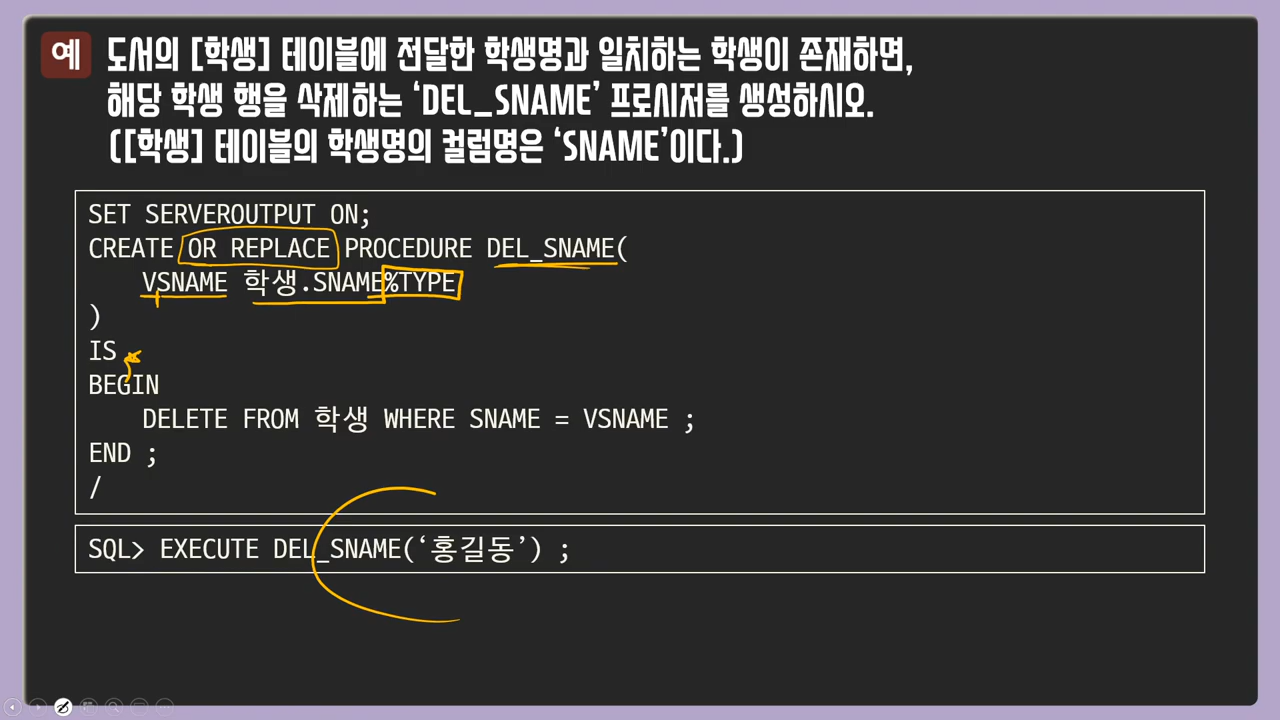 예 도서의 [학생] 테이블에 전달한 학생명과 일치하는 학생이 존재하면,
해당 학생 행을 삭제하는 ‘DEL_SNAME’ 프로시저를 생성하시오.
([학생] 테이블의 학생명의 컬럼명은 ‘SNAME’이다.)
SET SERVEROUTPUT ON;
CREATE OR REPLACE PROCEDURE DEL_SNAME(
VSNAME 학생.SNAME%TYPE
)
IS
BEGIN
DELETE FROM 학생 WHERE SNAME = VSNAME ;
END ;
/
SQL> EXECUTE DEL_SNAME(‘홍길동’) ;